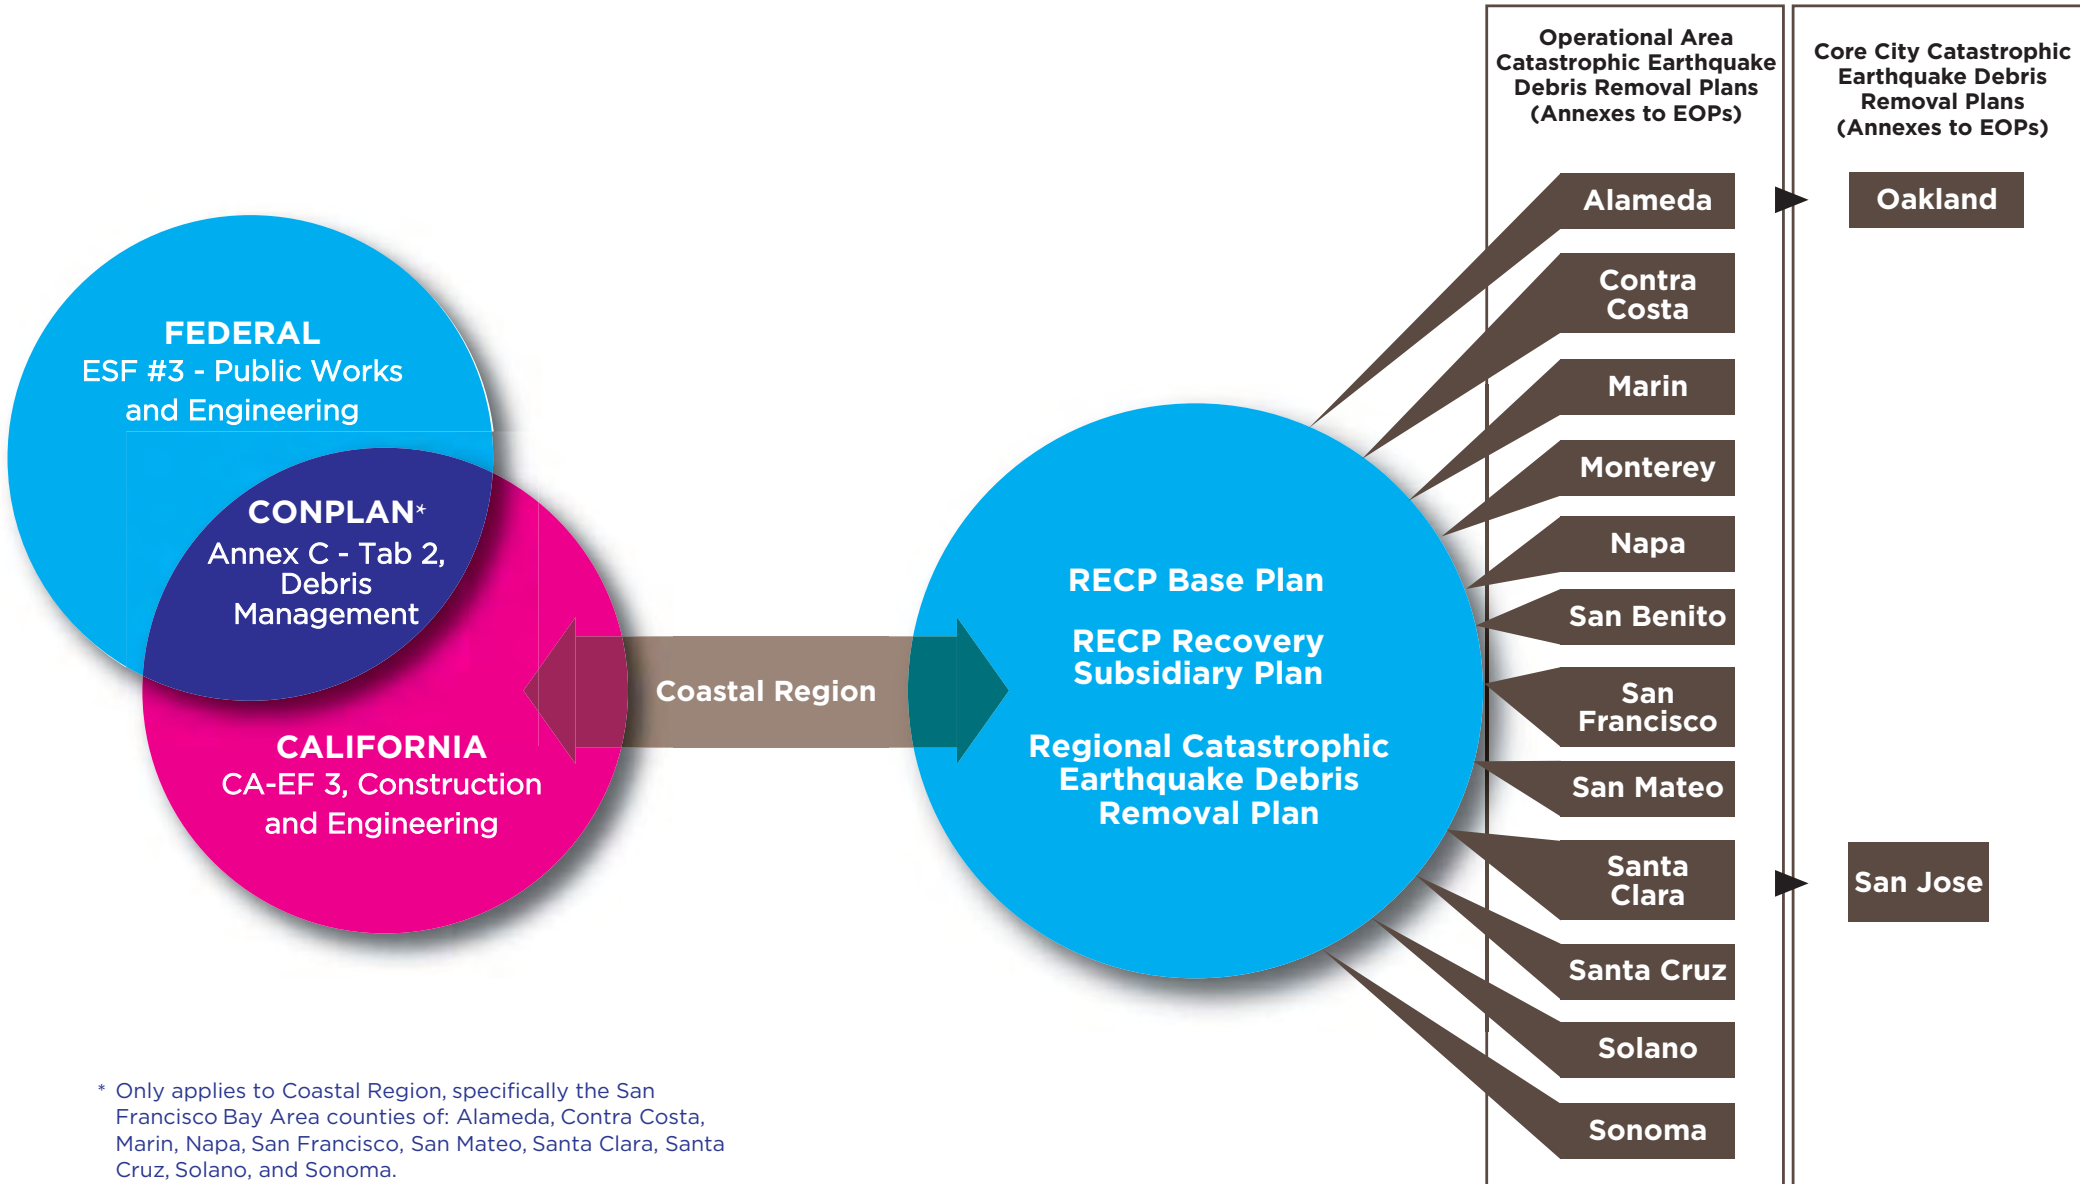 Operational Area
Catastrophic Earthquake
Debris Removal Plans
(Annexes to EOPs)
Core City Catastrophic
Earthquake Debris
Removal Plans
(Annexes to EOPs)
FEDERAL
ESF #3 - Public Works
and Engineering
CONPLAN*
Annex C - Tab 2,
Debris
Management
CALIFORNIA
CA-EF 3, Construction
and Engineering
Coastal Region
RECP Base Plan
RECP Recovery
Subsidiary Plan
Regional Catastrophic
Earthquake Debris
Removal Plan
Alameda
Contra
Costa
Marin
Monterey
Napa
San Benito
San
Francisco
San Mateo
Santa
Clara
Santa Cruz
Solano
Sonoma
Oakland
San Jose
* Only applies to Coastal Region, specifically the San
Francisco Bay Area counties of: Alameda, Contra Costa,
Marin, Napa, San Francisco, San Mateo, Santa Clara, Santa
Cruz, Solano, and Sonoma.